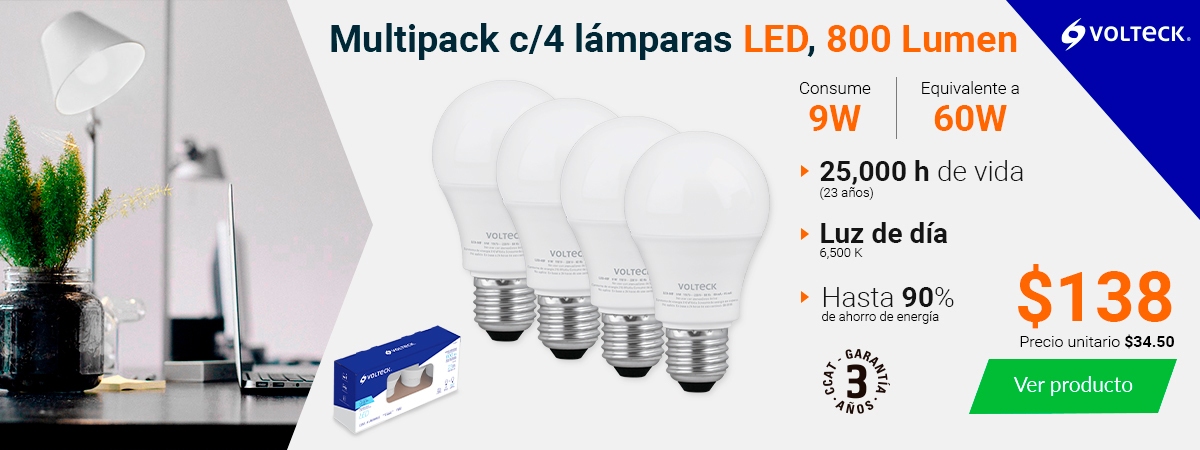 Multipack c/4 lámparas LED, 800 Lumen
VOLTECK®
Consume
9W
Equivalente a
60W
25,000 h de vida
(23 años)
Luz de día
6,500 K
Hasta 90%
de ahorro de energía
$138
Precio unitario $34.50
CCAT - GARANTÍA
3
AÑOS
Ver producto
VOLTECK
VOLTECK
VOLTECK
VOLTECK
VOLTECK.
VOLTECK.